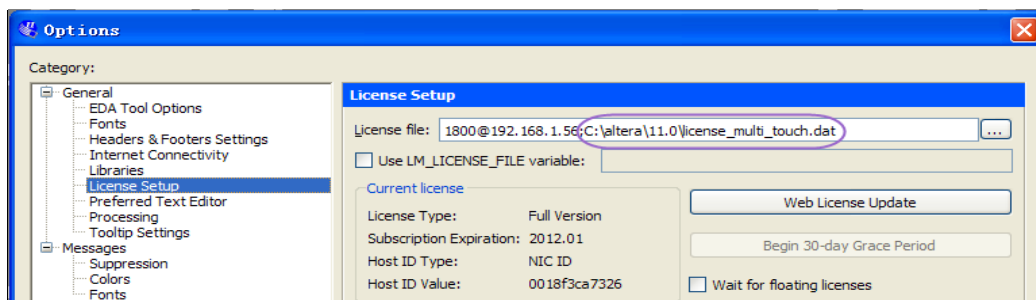 Options
Category:
General
EDA Tool Options
Fonts
Headers & Footers Settings
Internet Connectivity
Libraries
License Setup
Preferred Text Editor
Processing
Tooltip Settings
Messages
Suppression
Colors
Fonts
License Setup
License file: 1800@192.168.1.56;C:\altera\11.0\license_multi_touch.dat ...
Use LM_LICENSE_FILE variable:
Current license
License Type: Full Version
Subscription Expiration: 2012.01
Host ID Type: NIC ID
Host ID Value: 0018f3ca7326
Web License Update
Begin 30-day Grace Period
Wait for floating licenses